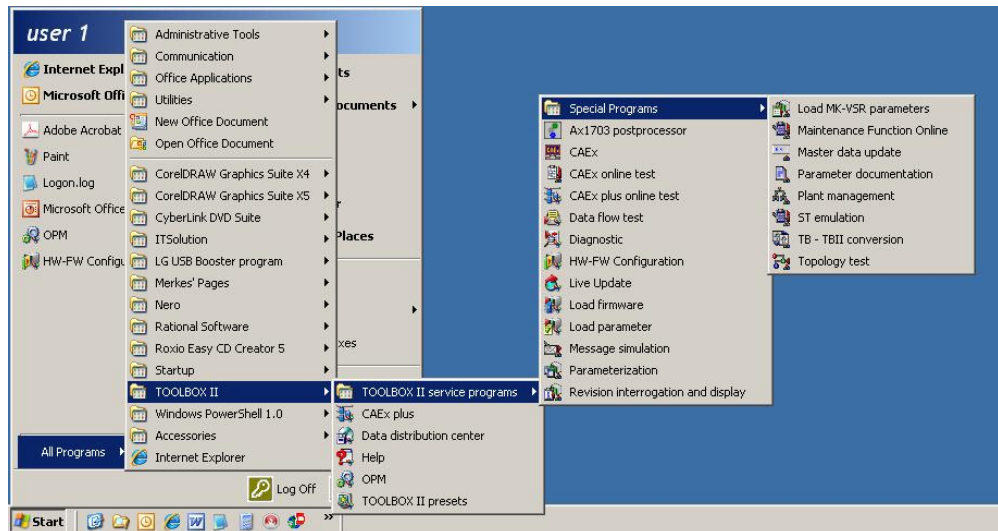 user 1
Internet Expl
Microsoft Offi
Adobe Acrobat
Paint
Logon.log
Microsoft Office
OPM
HW-FW Configu
All Programs
Administrative Tools
Communication
Office Applications
Utilities
New Office Document
Open Office Document
CorelDRAW Graphics Suite X4
CorelDRAW Graphics Suite X5
CyberLink DVD Suite
ITSolution
LG USB Booster program
Merkes' Pages
Nero
Rational Software
Roxio Easy CD Creator 5
Startup
TOOLBOX II
Windows PowerShell 1.0
Accessories
Internet Explorer
ts
ocuments
r
Places
xes
Log Off
TOOLBOX II service programs
CAEx plus
Data distribution center
Help
OPM
TOOLBOX II presets
Special Programs
Ax1703 postprocessor
CAEx
CAEx online test
CAEx plus online test
Data flow test
Diagnostic
HW-FW Configuration
Live Update
Load firmware
Load parameter
Message simulation
Parameterization
Revision interrogation and display
Load MK-VSR parameters
Maintenance Function Online
Master data update
Parameter documentation
Plant management
ST emulation
TB - TBII conversion
Topology test
Start